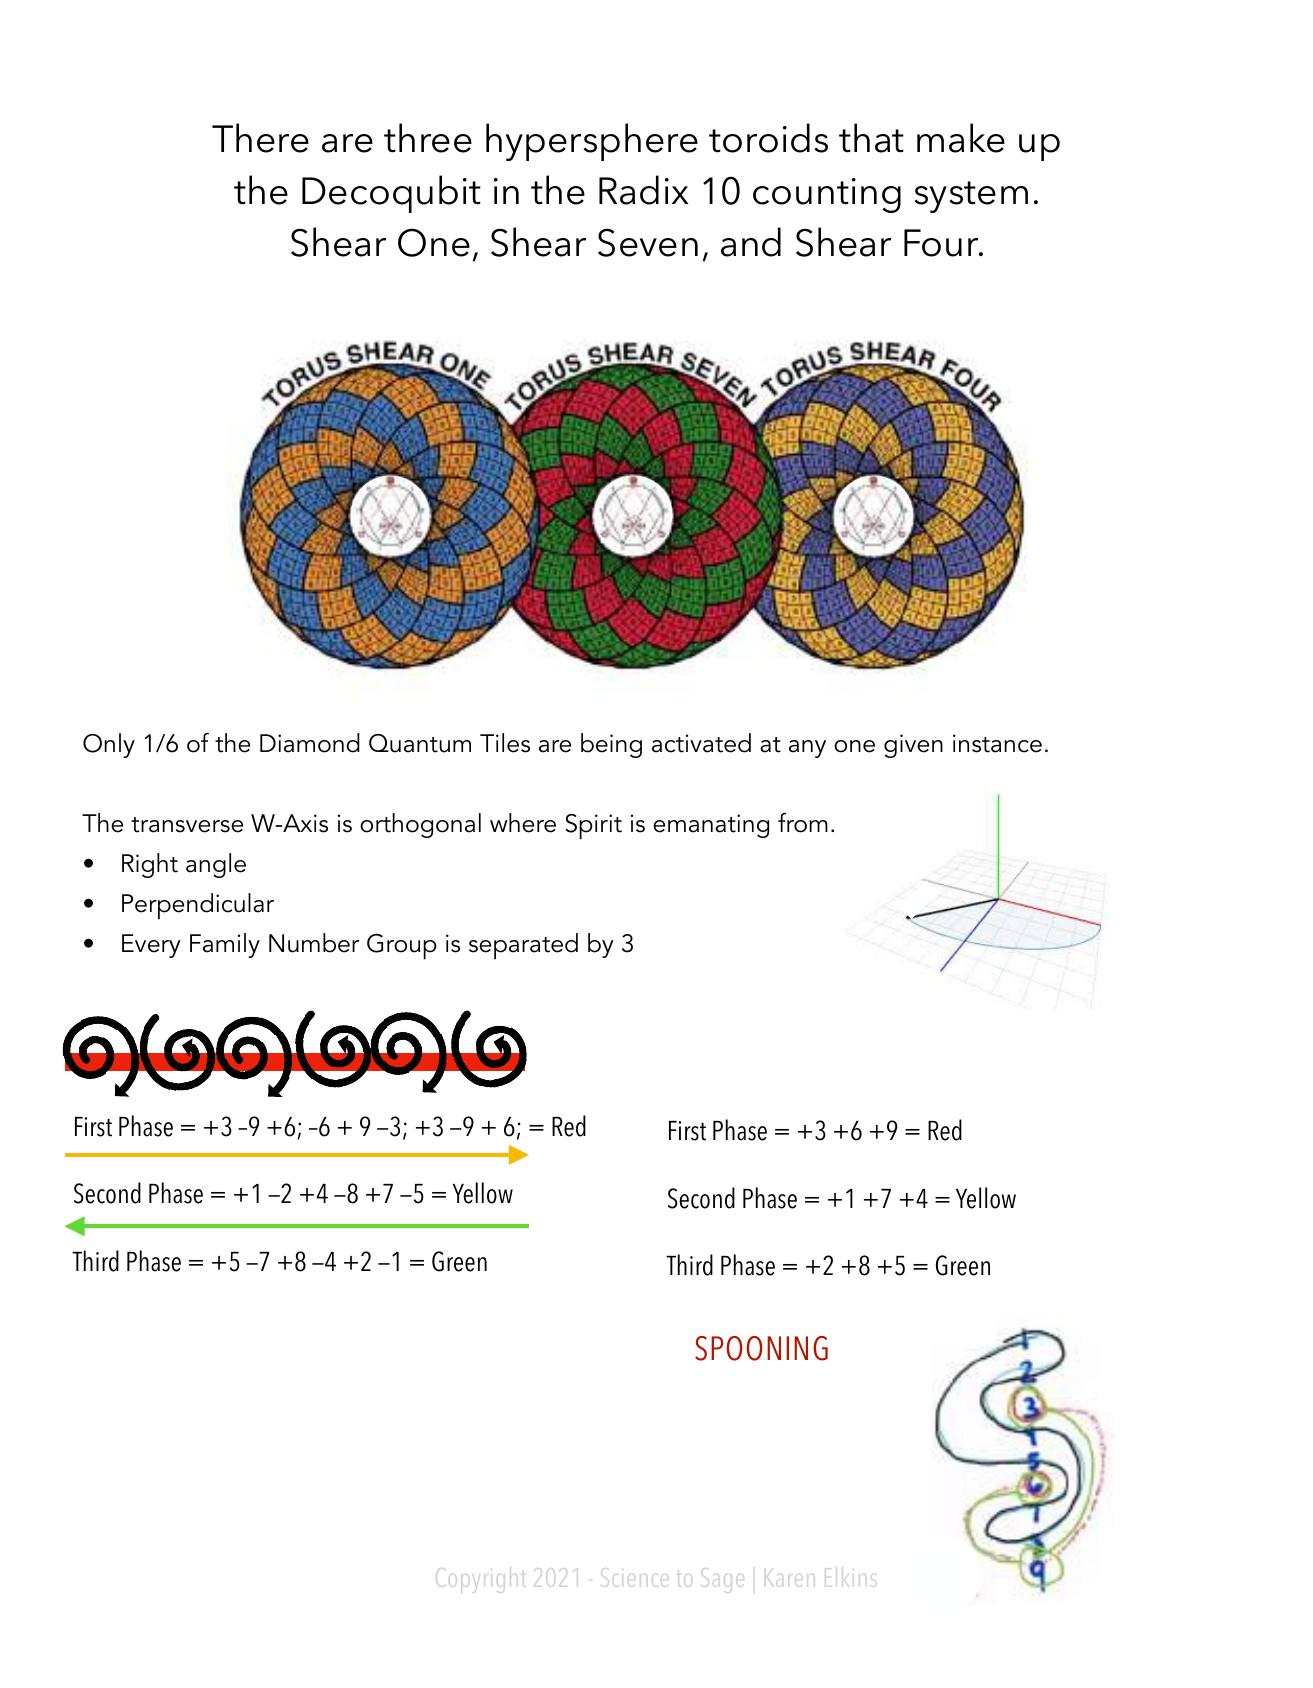 There are three hypersphere toroids that make up
the Decoqubit in the Radix 10 counting system.
Shear One, Shear Seven, and Shear Four.
TORUS SHEAR ONE
TORUS SHEAR SEVEN
TORUS SHEAR FOUR
Only 1/6 of the Diamond Quantum Tiles are being activated at any one given instance.
The transverse W-Axis is orthogonal where Spirit is emanating from.
• Right angle
• Perpendicular
• Every Family Number Group is separated by 3
First Phase = +3 –9 +6; –6 + 9 –3; +3 –9 + 6; = Red
Second Phase = +1 –2 +4 –8 +7 –5 = Yellow
Third Phase = +5 –7 +8 –4 +2 –1 = Green
First Phase = +3 +6 +9 = Red
Second Phase = +1 +7 +4 = Yellow
Third Phase = +2 +8 +5 = Green
SPOONING
1
2
3
5
6
9
Copyright 2021 - Science to Sage | Karen Elkins